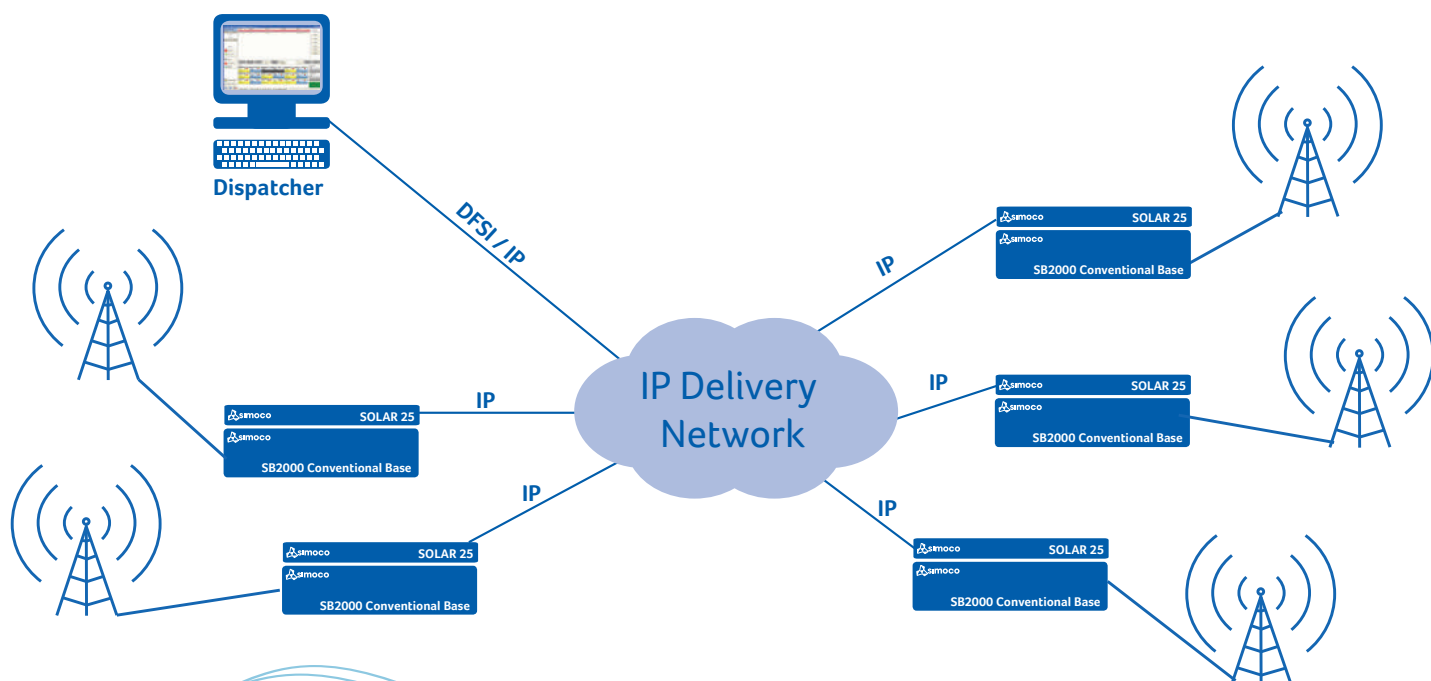 Dispatcher
DFSI / IP
IP
simoco SOLAR 25
simoco
SB2000 Conventional Base
IP
simoco SOLAR 25
simoco
SB2000 Conventional Base
IP Delivery
Network
IP
simoco SOLAR 25
simoco
SB2000 Conventional Base
IP
simoco SOLAR 25
simoco
SB2000 Conventional Base
IP
simoco SOLAR 25
simoco
SB2000 Conventional Base